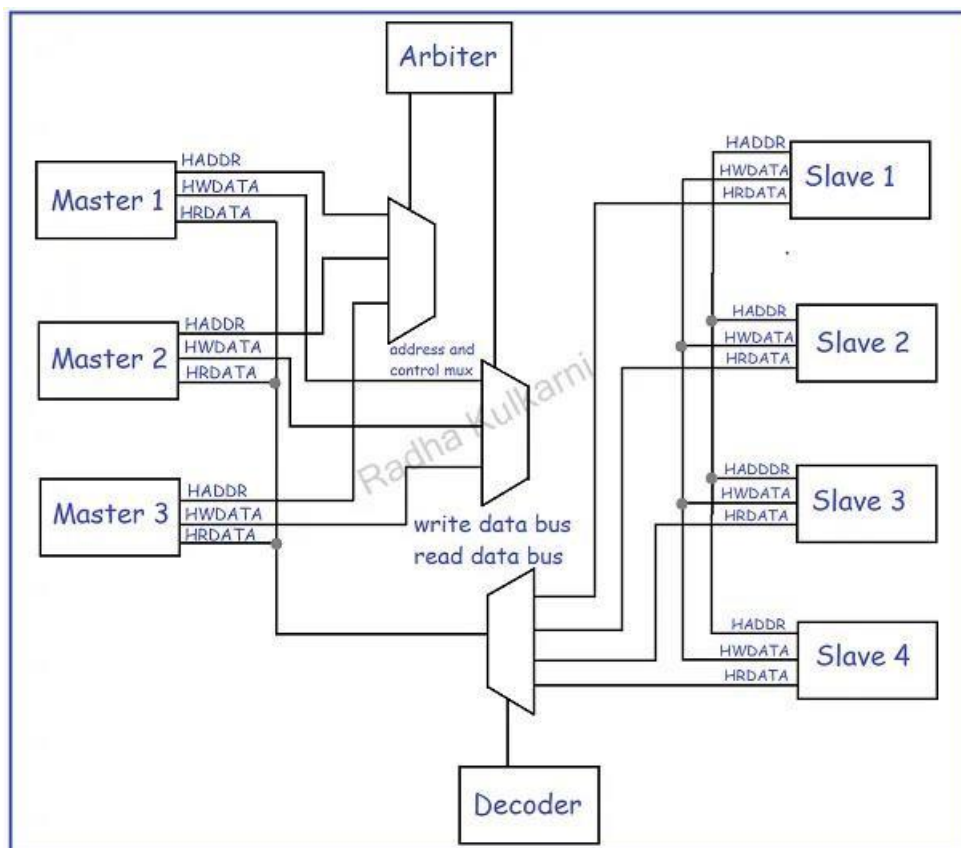 Arbiter
HADDR
Master 1
HWDATA
HRDATA
HADDR
Slave 1
HWDATA
HRDATA
HADDR
Master 2
HWDATA
HRDATA
address and
control mux
HADDR
Slave 2
HWDATA
HRDATA
Radha Kulkarni
HADDR
Master 3
HWDATA
HRDATA
HADDDR
Slave 3
HWDATA
HRDATA
write data bus
read data bus
HADDR
Slave 4
HWDATA
HRDATA
Decoder